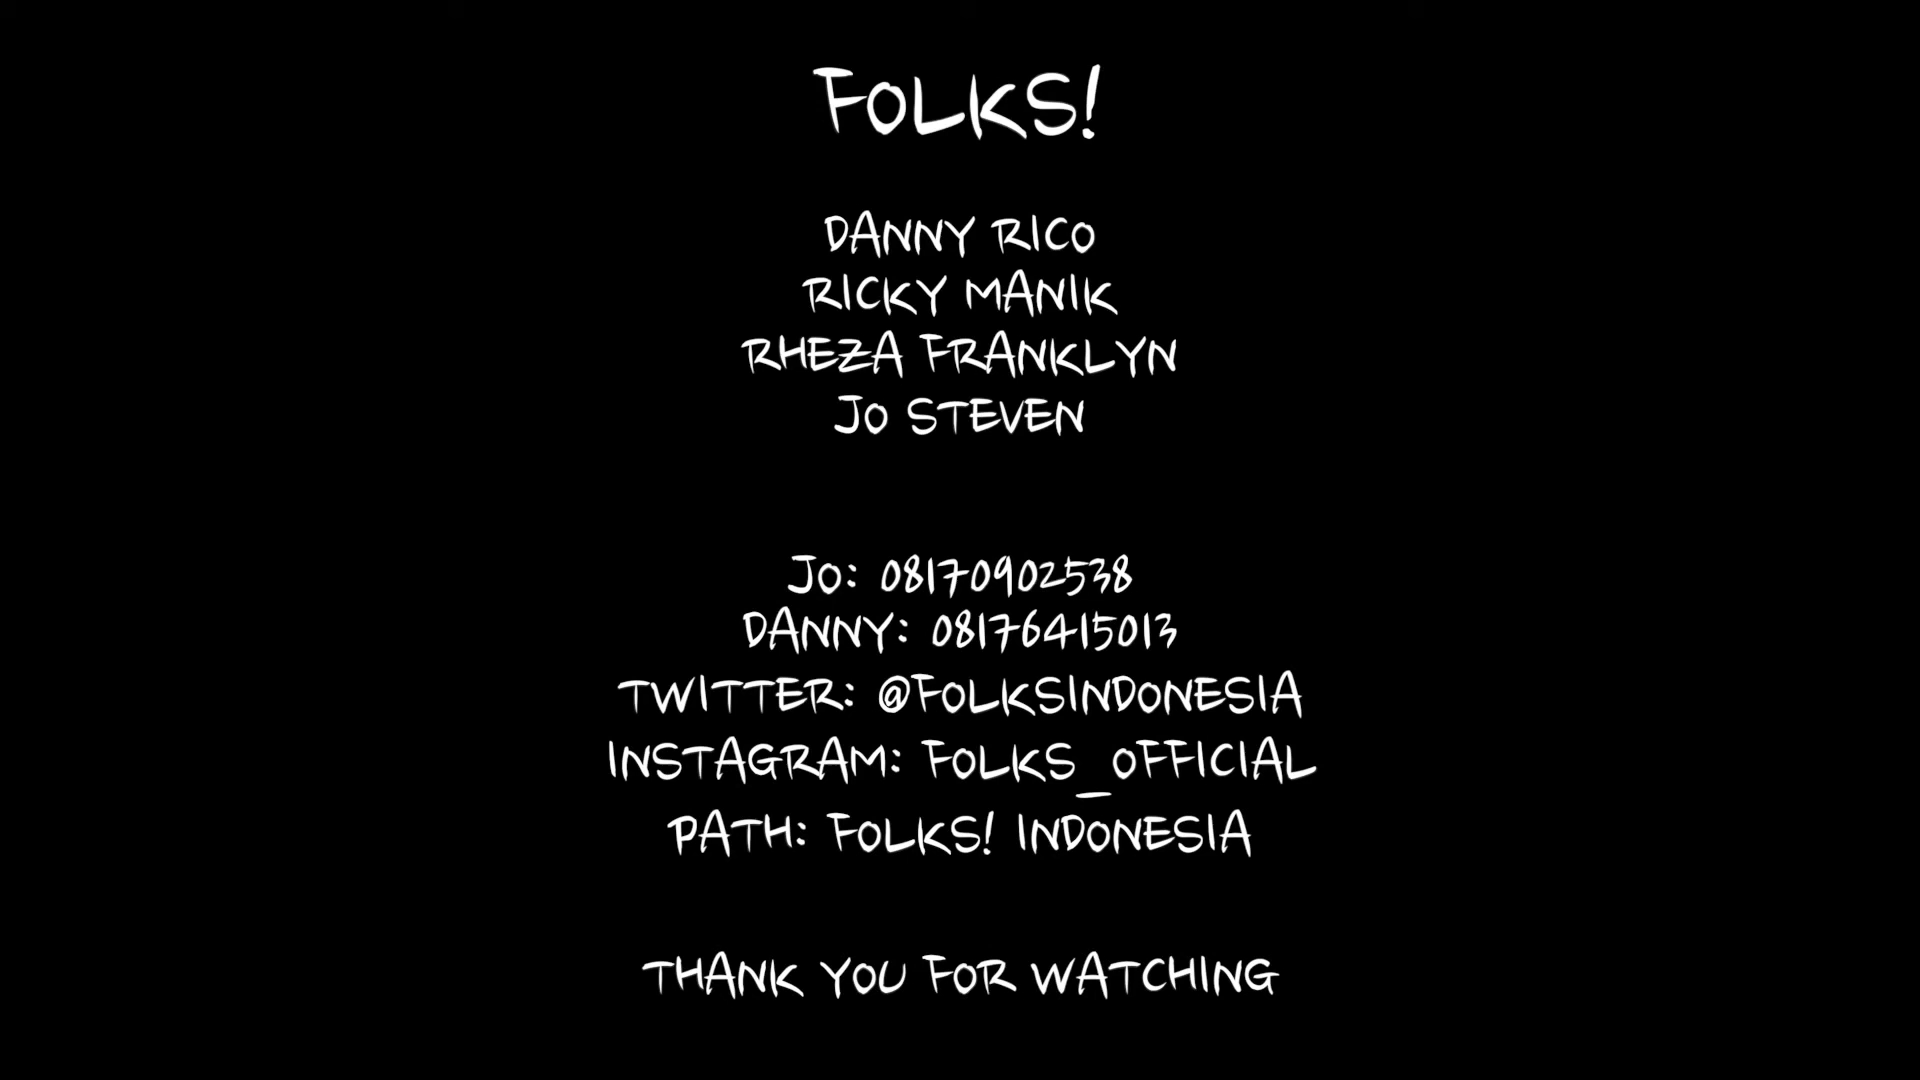 FOLKS!
DANNY RICO
RICKY MANIK
RHEZA FRANKLYN
JO STEVEN
JO: 08170902538
DANNY: 08176415013
TWITTER: @FOLKSINDONESIA
INSTAGRAM: FOLKS_OFFICIAL
PATH: FOLKS! INDONESIA
THANK YOU FOR WATCHING